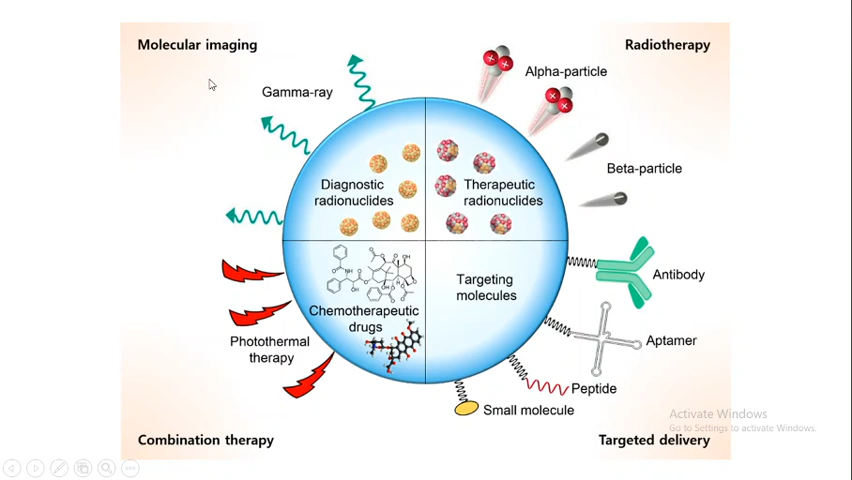 Molecular imaging
Radiotherapy
Gamma-ray
Alpha-particle
Beta-particle
Diagnostic
radionuclides
Therapeutic
radionuclides
Targeting
molecules
Chemotherapeutic
drugs
Photothermal
therapy
Antibody
Aptamer
Peptide
Small molecule
Combination therapy
Targeted delivery
Activate Windows
Go to Settings to activate Windows.